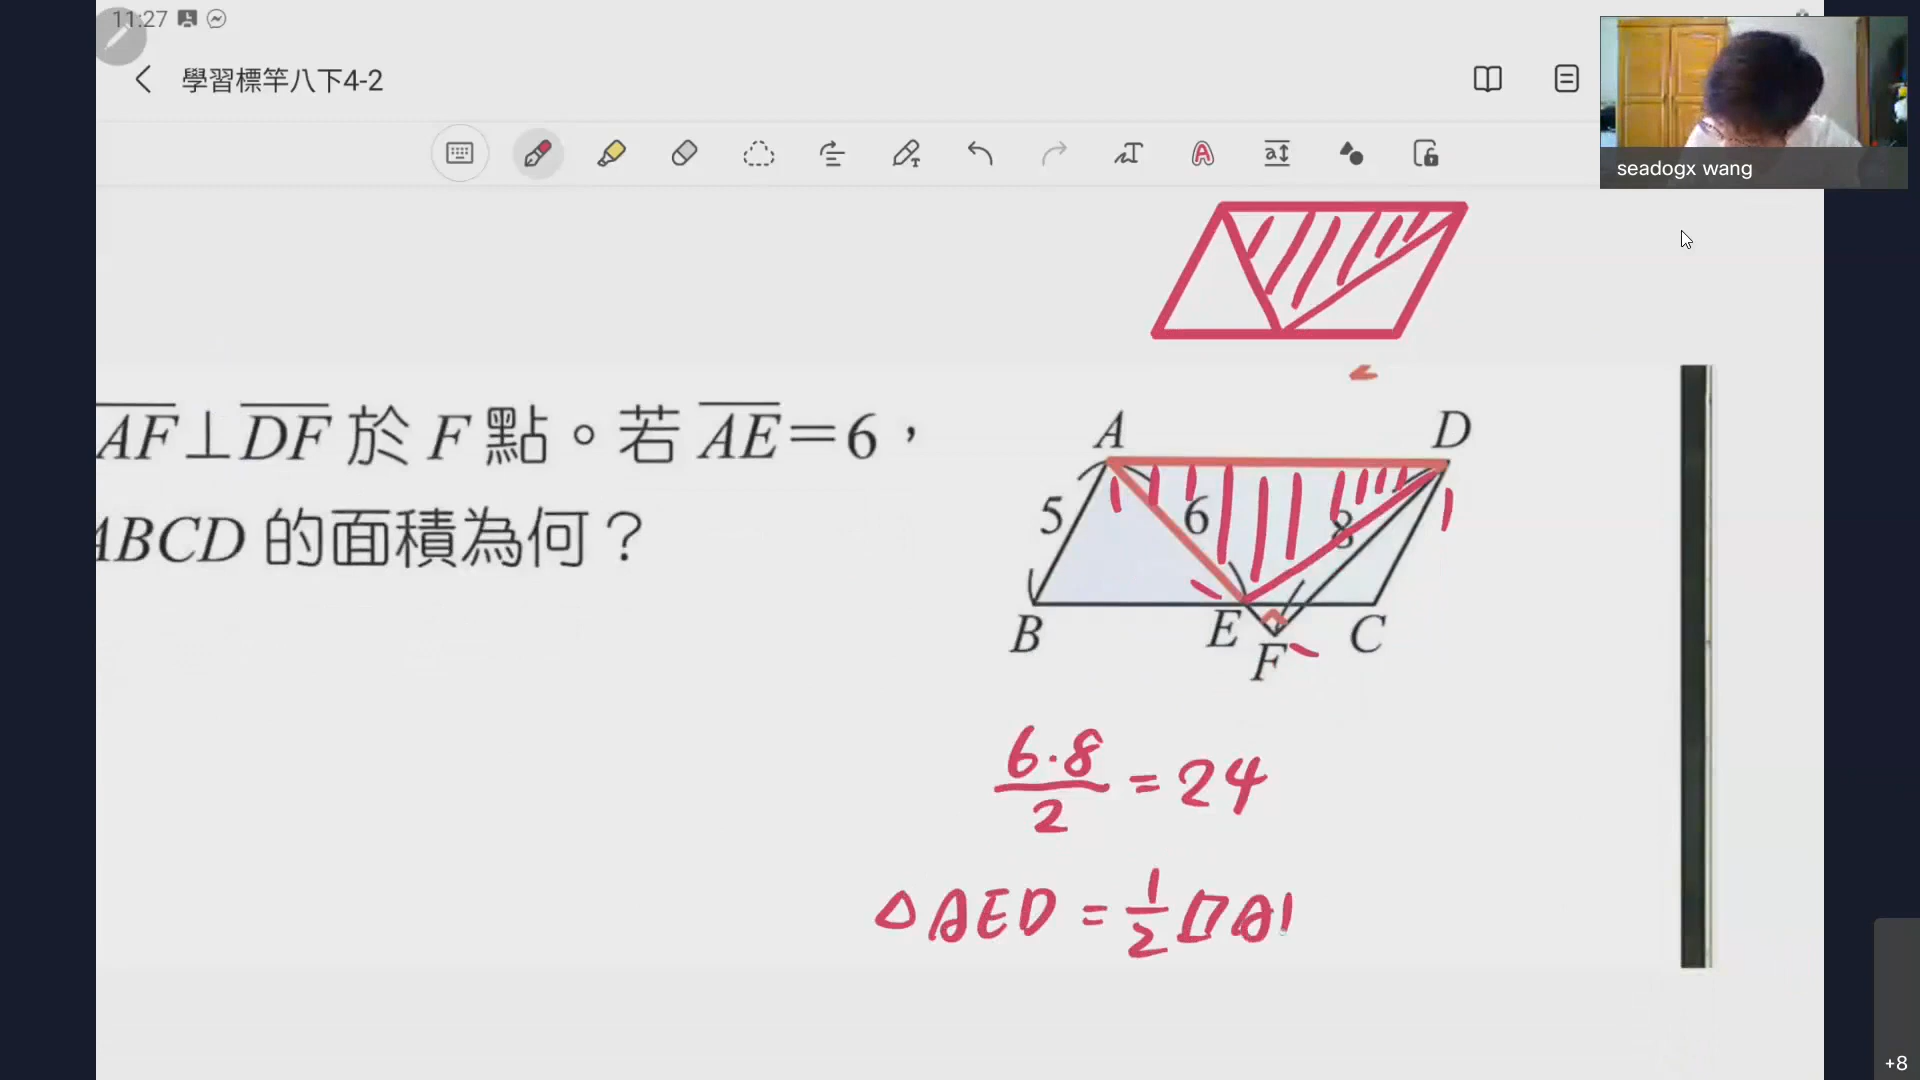 11:27
學習標竿八下4-2
seadogx wang
AF⊥DF 於 F 點。若 AE=6，
ABCD 的面積為何？
A
D
5
6
8
B
E
F
C
6·8/2 = 24
△AED = 1/2 ▱A
+8